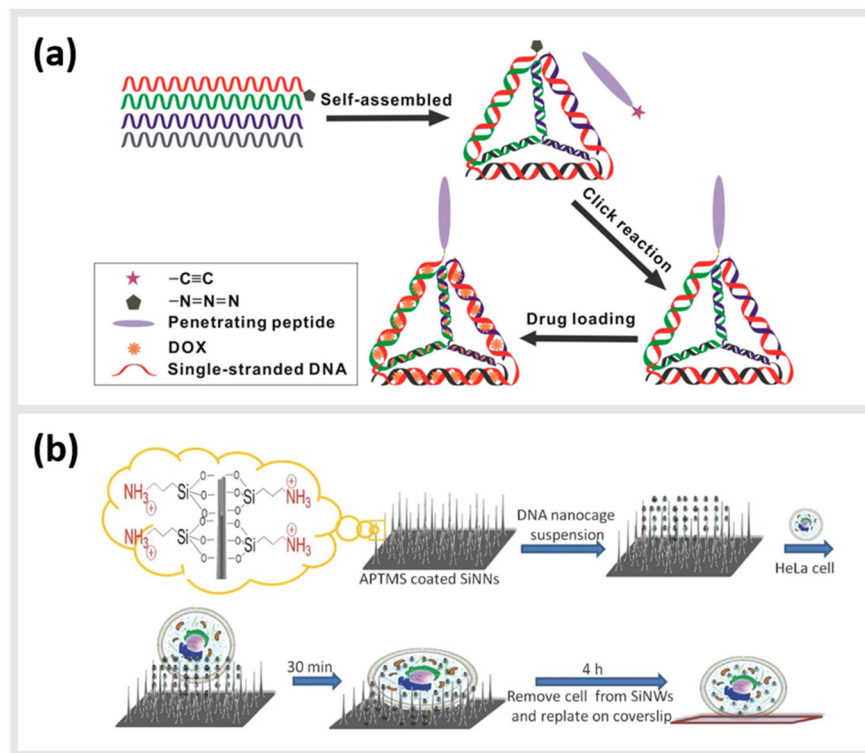 (a)
Self-assembled
Click reaction
Drug loading
–C≡C
–N=N=N
Penetrating peptide
DOX
Single-stranded DNA
(b)
O O O O
NH₃ Si Si NH₃
⊕ O O ⊕
O O
⊕ O O ⊕
NH₃ Si Si NH₃
O O O O
APTMS coated SiNNs
DNA nanocage
suspension
HeLa cell
30 min
4 h
Remove cell from SiNWs
and replate on coverslip